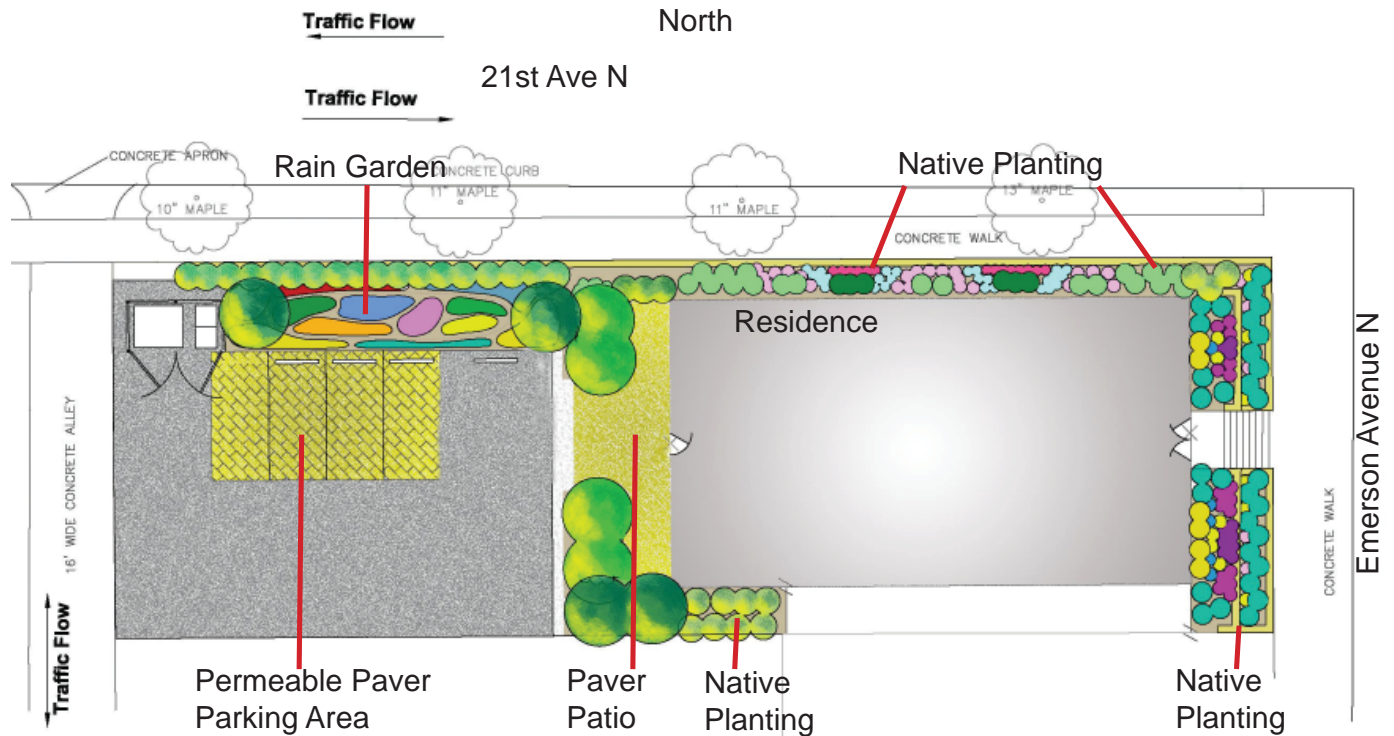 Traffic Flow
North
21st Ave N
Traffic Flow
CONCRETE APRON
Rain Garden
CONCRETE CURB
Native Planting
10" MAPLE
11" MAPLE
11" MAPLE
13" MAPLE
CONCRETE WALK
Residence
Emerson Avenue N
16' WIDE CONCRETE ALLEY
CONCRETE WALK
Traffic Flow
Permeable Paver
Parking Area
Paver
Patio
Native
Planting
Native
Planting